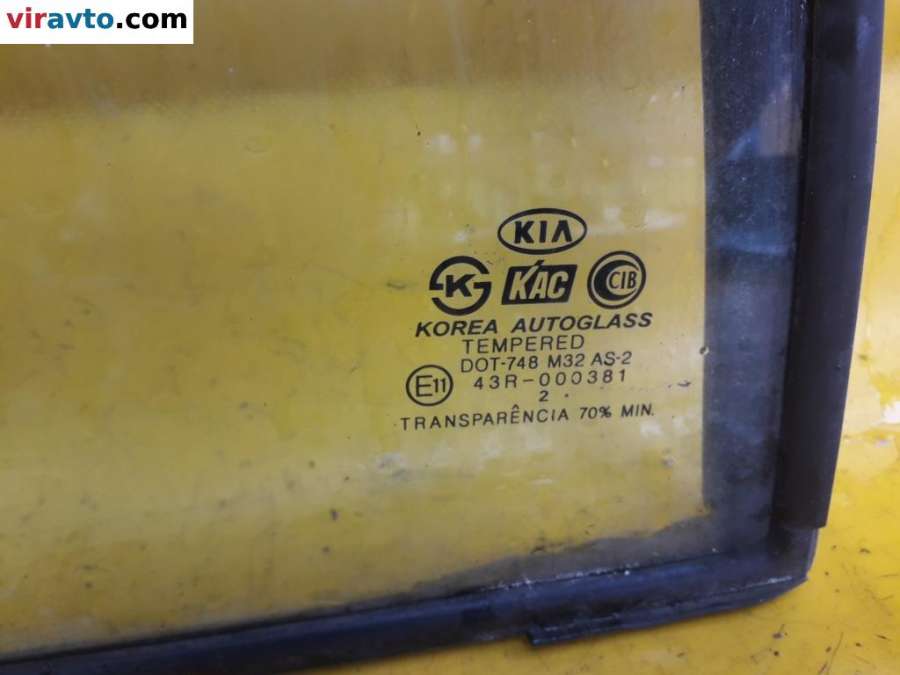 viravto.com
KIA
K KAC CIB
KOREA AUTOGLASS
TEMPERED
DOT-748 M32 AS-2
E11 43R-000381
2 .
TRANSPARÊNCIA 70% MIN.